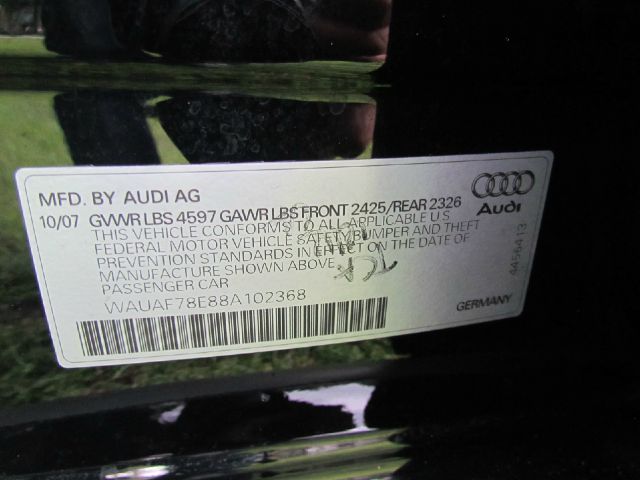 MFD. BY AUDI AG
10/07 GVWR LBS 4597 GAWR LBS FRONT 2425/REAR 2326
THIS VEHICLE CONFORMS TO ALL APPLICABLE U S
FEDERAL MOTOR VEHICLE SAFETY/BUMPER AND THEFT
PREVENTION STANDARDS IN EFFECT ON THE DATE OF
MANUFACTURE SHOWN ABOVE
PASSENGER CAR
WAUAF78E88A102368
Audi
4456413
GERMANY